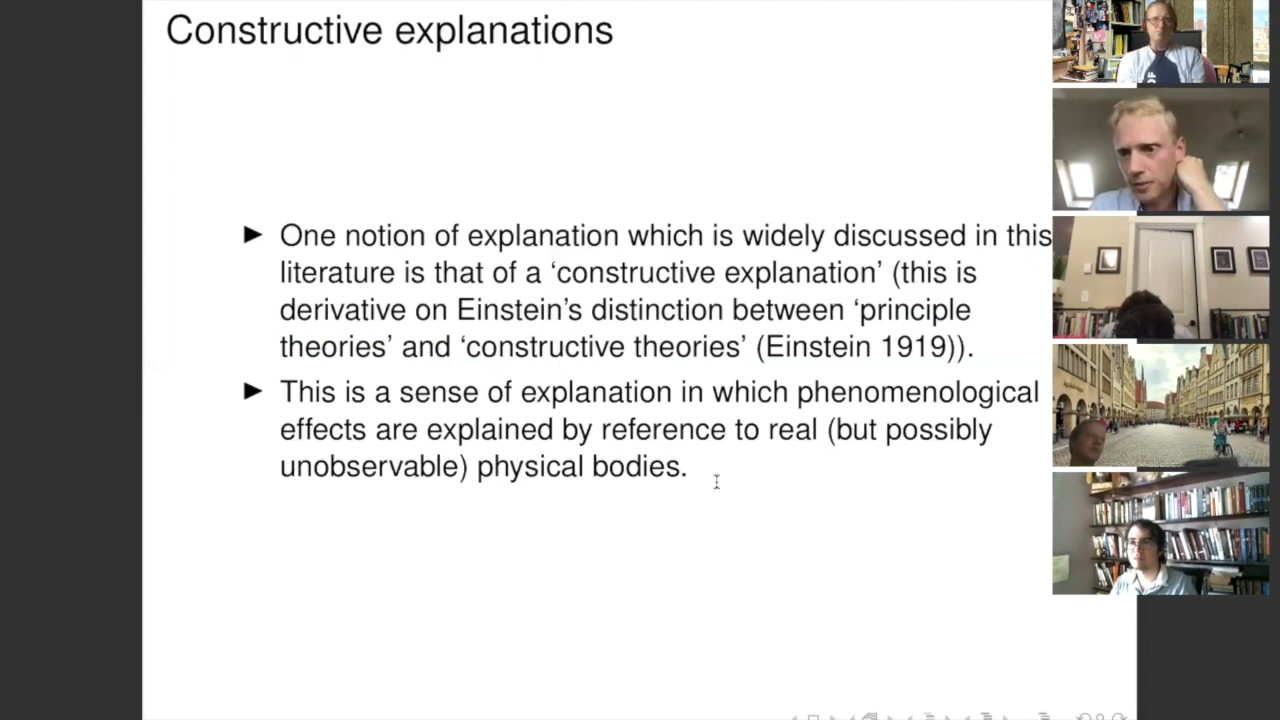 Constructive explanations
► One notion of explanation which is widely discussed in this
literature is that of a ‘constructive explanation’ (this is
derivative on Einstein’s distinction between ‘principle
theories’ and ‘constructive theories’ (Einstein 1919)).
► This is a sense of explanation in which phenomenological
effects are explained by reference to real (but possibly
unobservable) physical bodies.